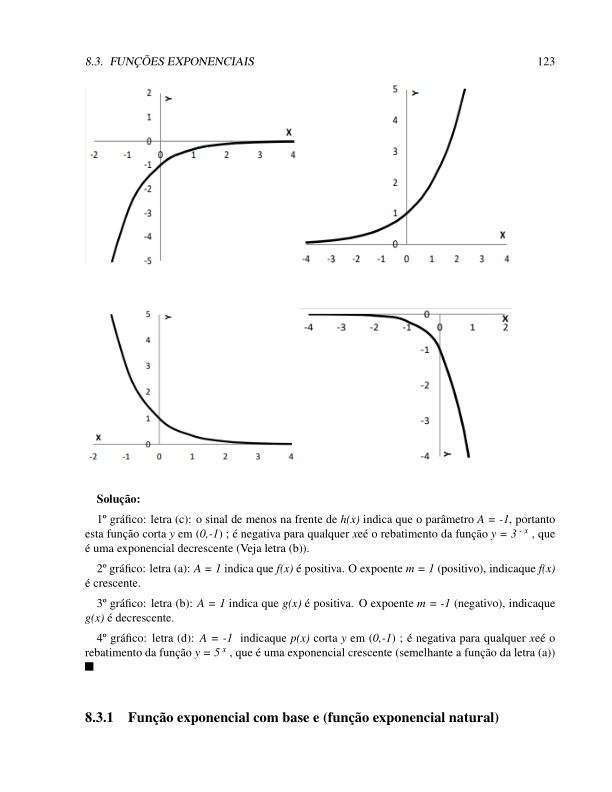 8.3. FUNÇÕES EXPONENCIAIS 123
2 Y
1
X
0
-2 -1 0 1 2 3 4
-1
-2
-3
-4
-5
5 Y
4
3
2
1
X
0
-4 -3 -2 -1 0 1 2 3 4
5 Y
4
3
2
1
X
0
-2 -1 0 1 2 3 4
0
X
-4 -3 -2 -1 0 1 2
-1
-2
-3
-4 Y
Solução:
1º gráfico: letra (c): o sinal de menos na frente de h(x) indica que o parâmetro A = -1, portanto
esta função corta y em (0,-1) ; é negativa para qualquer xeé o rebatimento da função y = 3 - x , que
é uma exponencial decrescente (Veja letra (b)).
2º gráfico: letra (a): A = 1 indica que f(x) é positiva. O expoente m = 1 (positivo), indicaque f(x)
é crescente.
3º gráfico: letra (b): A = 1 indica que g(x) é positiva. O expoente m = -1 (negativo), indicaque
g(x) é decrescente.
4º gráfico: letra (d): A = -1 indicaque p(x) corta y em (0,-1) ; é negativa para qualquer xeé o
rebatimento da função y = 5 x , que é uma exponencial crescente (semelhante a função da letra (a))
8.3.1 Função exponencial com base e (função exponencial natural)